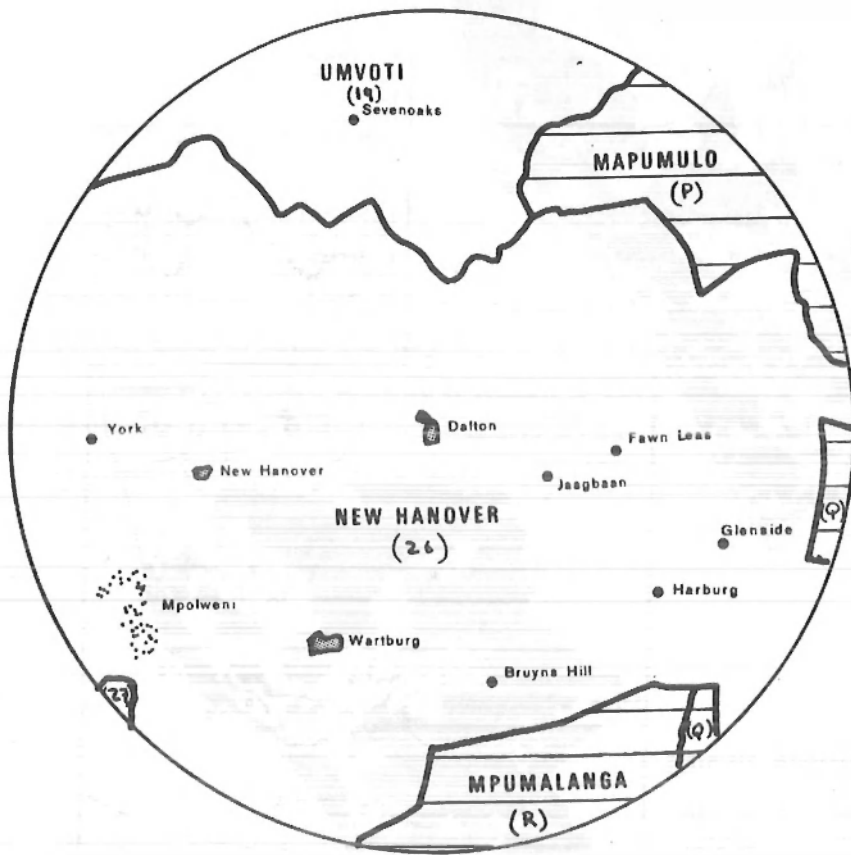 UMVOTI
(19)
Sevenoaks
MAPUMULO
(P)
York
Dalton
Fawn Leas
New Hanover
Jaagbaan
(Q)
NEW HANOVER
(26)
Glenside
Harburg
Mpolweni
Wartburg
Bruyns Hill
(27)
(Q)
MPUMALANGA
(R)